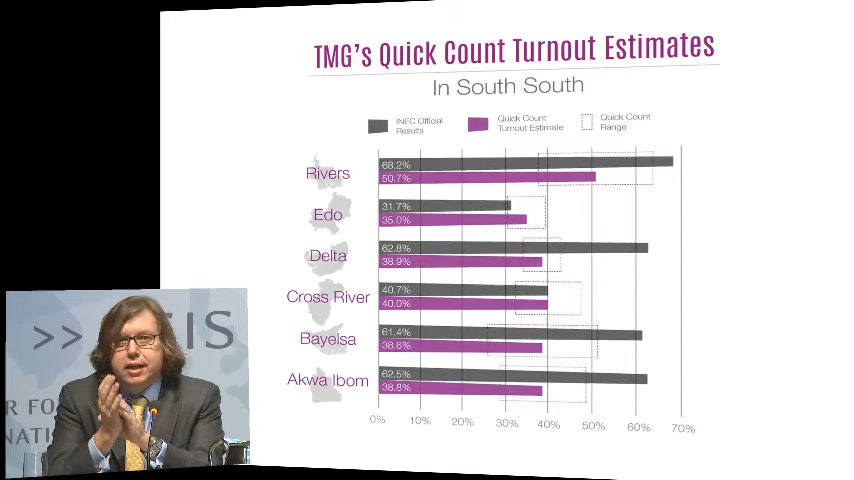 TMG's Quick Count Turnout Estimates
In South South
INEC Official
Results
Quick Count
Turnout Estimate
Quick Count
Range
Rivers
68.2%
50.7%
Edo
31.7%
35.0%
Delta
62.8%
38.9%
Cross River
40.7%
40.0%
Bayelsa
61.4%
38.6%
Akwa Ibom
62.5%
38.8%
0% 10% 20% 30% 40% 50% 60% 70%
>> IS
R FO
NATI